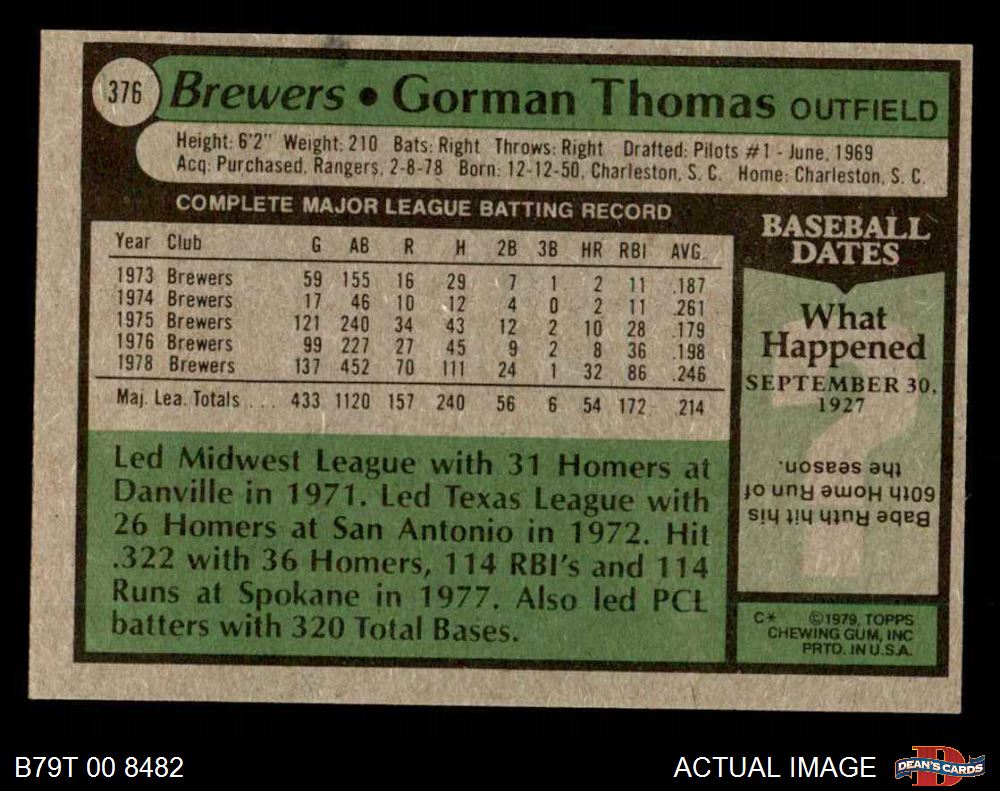 376 Brewers • Gorman Thomas OUTFIELD
Height: 6'2" Weight: 210 Bats: Right Throws: Right Drafted: Pilots #1 - June, 1969
Acq: Purchased, Rangers, 2-8-78 Born: 12-12-50, Charleston, S. C. Home: Charleston, S. C.
COMPLETE MAJOR LEAGUE BATTING RECORD
Year Club G AB R H 2B 3B HR RBI AVG.
1973 Brewers 59 155 16 29 7 1 2 11 .187
1974 Brewers 17 46 10 12 4 0 2 11 .261
1975 Brewers 121 240 34 43 12 2 10 28 .179
1976 Brewers 99 227 27 45 9 2 8 36 .198
1978 Brewers 137 452 70 111 24 1 32 86 .246
Maj. Lea. Totals ... 433 1120 157 240 56 6 54 172 .214
Led Midwest League with 31 Homers at
Danville in 1971. Led Texas League with
26 Homers at San Antonio in 1972. Hit
.322 with 36 Homers, 114 RBI's and 114
Runs at Spokane in 1977. Also led PCL
batters with 320 Total Bases.
BASEBALL
DATES
What
Happened
SEPTEMBER 30,
1927
?
Babe Ruth hit his
60th Home Run of
the season.
C* ©1979, TOPPS
CHEWING GUM, INC
PRTD. IN U.S.A.
B79T 00 8482
ACTUAL IMAGE
D
DEAN'S CARDS